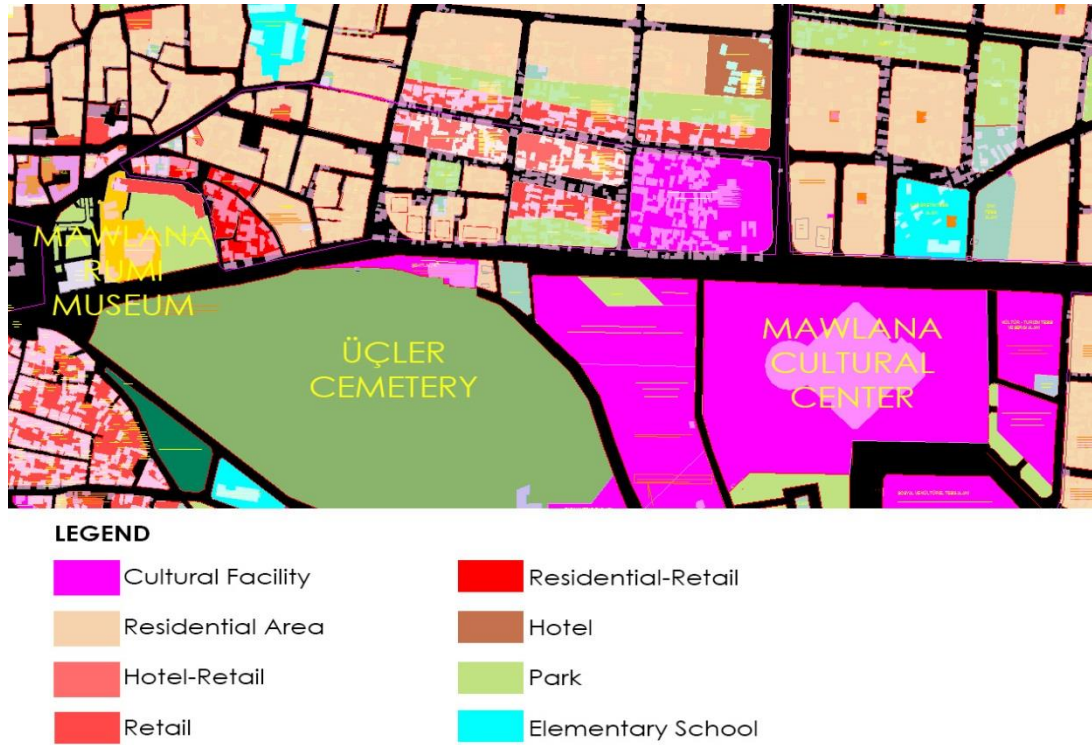 MAWLANA
RUMI
MUSEUM
ÜÇLER
CEMETERY
MAWLANA
CULTURAL
CENTER
LEGEND
Cultural Facility
Residential Area
Hotel-Retail
Retail
Residential-Retail
Hotel
Park
Elementary School